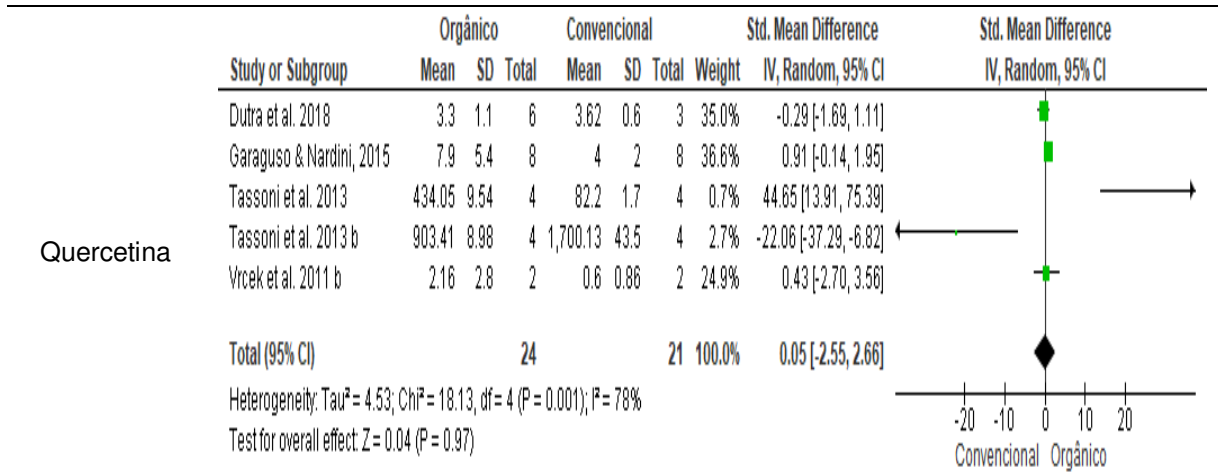 Orgânico Convencional Std. Mean Difference Std. Mean Difference
Study or Subgroup Mean SD Total Mean SD Total Weight IV, Random, 95% CI IV, Random, 95% CI
Dutra et al. 2018 3.3 1.1 6 3.62 0.6 3 35.0% -0.29 [-1.69, 1.11]
Garaguso & Nardini, 2015 7.9 5.4 8 4 2 8 36.6% 0.91 [-0.14, 1.95]
Tassoni et al. 2013 434.05 9.54 4 82.2 1.7 4 0.7% 44.65 [13.91, 75.39]
Quercetina
Tassoni et al. 2013 b 903.41 8.98 4 1,700.13 43.5 4 2.7% -22.06 [-37.29, -6.82]
Vrcek et al. 2011 b 2.16 2.8 2 0.6 0.86 2 24.9% 0.43 [-2.70, 3.56]
Total (95% CI) 24 21 100.0% 0.05 [-2.55, 2.66]
Heterogeneity: Tau² = 4.53; Chi² = 18.13, df = 4 (P = 0.001); I² = 78%
Test for overall effect: Z = 0.04 (P = 0.97)
-20 -10 0 10 20
Convencional Orgânico